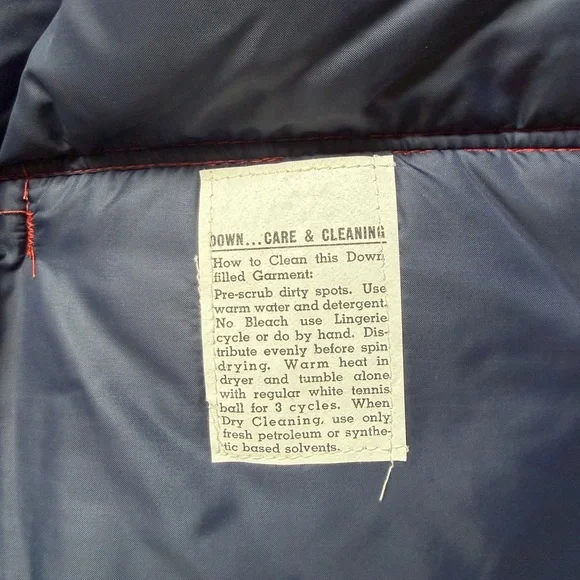 DOWN...CARE & CLEANING
How to Clean this Down
filled Garment:
Pre-scrub dirty spots. Use
warm water and detergent.
No Bleach use Lingerie
cycle or do by hand. Dis-
tribute evenly before spin
drying. Warm heat in
dryer and tumble alone
with regular white tennis
ball for 3 cycles. When
Dry Cleaning, use only
fresh petroleum or synthe-
tic based solvents.